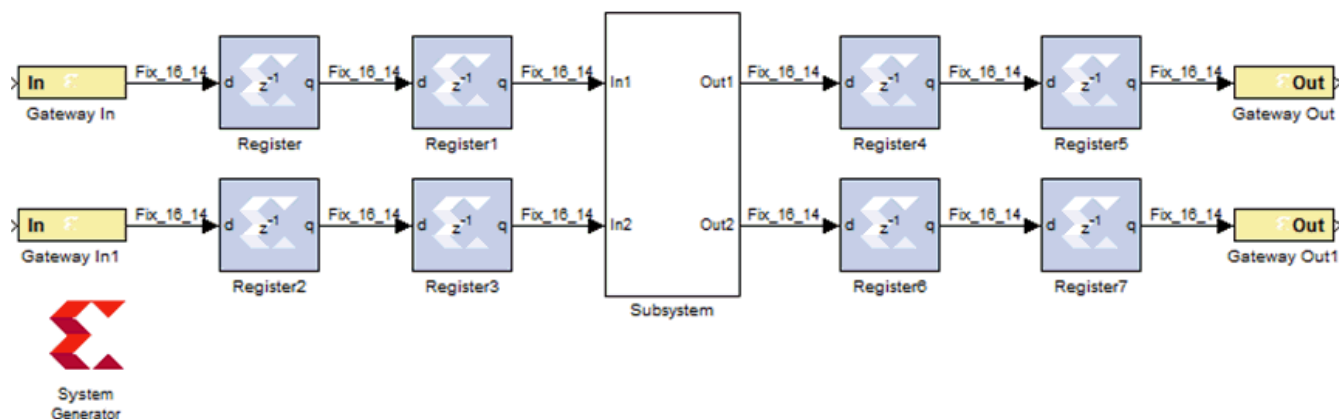 Fix_16_14 Fix_16_14 Fix_16_14 Fix_16_14 Fix_16_14 Fix_16_14
In d z-1 q d z-1 q In1 Out1 d z-1 q d z-1 q Out
Gateway In Register Register1 Register4 Register5 Gateway Out
Fix_16_14 Fix_16_14 Fix_16_14 Fix_16_14 Fix_16_14 Fix_16_14
In d z-1 q d z-1 q In2 Out2 d z-1 q d z-1 q Out
Gateway In1 Register2 Register3 Register6 Register7 Gateway Out1
Subsystem
System
Generator